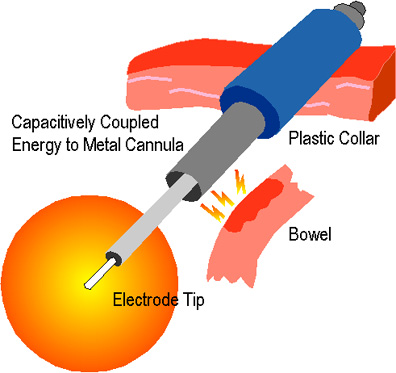 Capacitively Coupled
Energy to Metal Cannula
Plastic Collar
Bowel
Electrode Tip